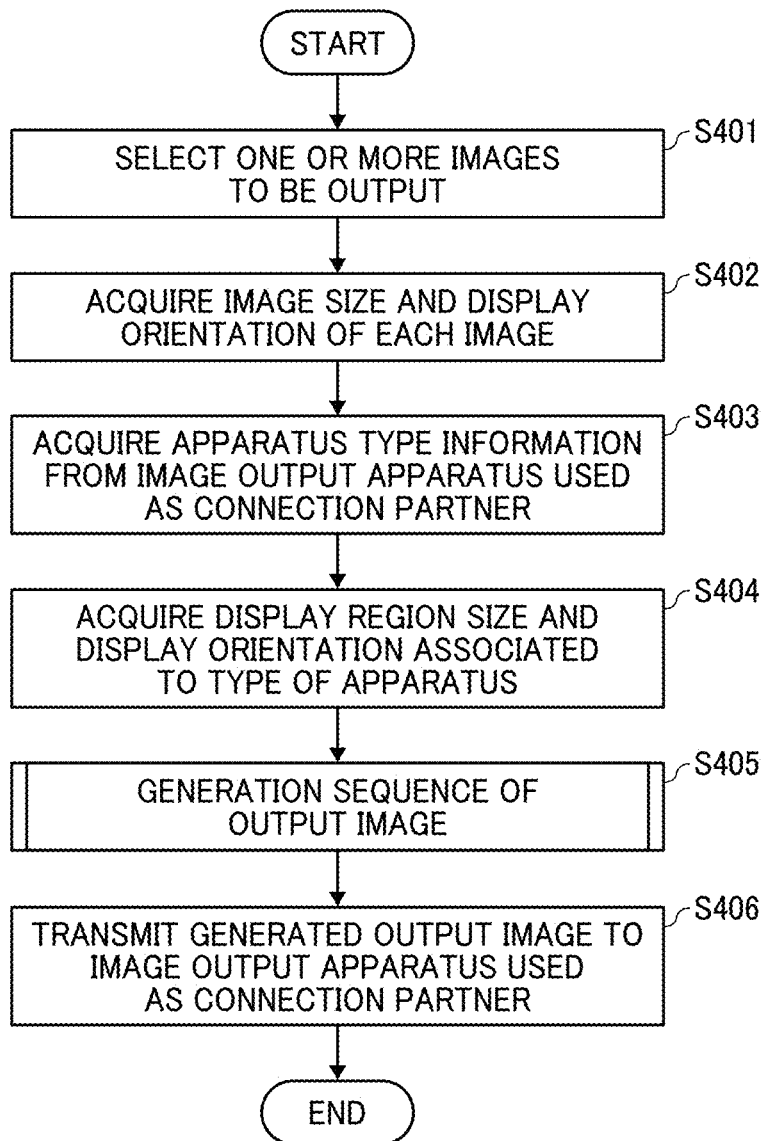 START
S401
SELECT ONE OR MORE IMAGES
TO BE OUTPUT
S402
ACQUIRE IMAGE SIZE AND DISPLAY
ORIENTATION OF EACH IMAGE
S403
ACQUIRE APPARATUS TYPE INFORMATION
FROM IMAGE OUTPUT APPARATUS USED
AS CONNECTION PARTNER
S404
ACQUIRE DISPLAY REGION SIZE AND
DISPLAY ORIENTATION ASSOCIATED
TO TYPE OF APPARATUS
S405
GENERATION SEQUENCE OF
OUTPUT IMAGE
S406
TRANSMIT GENERATED OUTPUT IMAGE TO
IMAGE OUTPUT APPARATUS USED
AS CONNECTION PARTNER
END